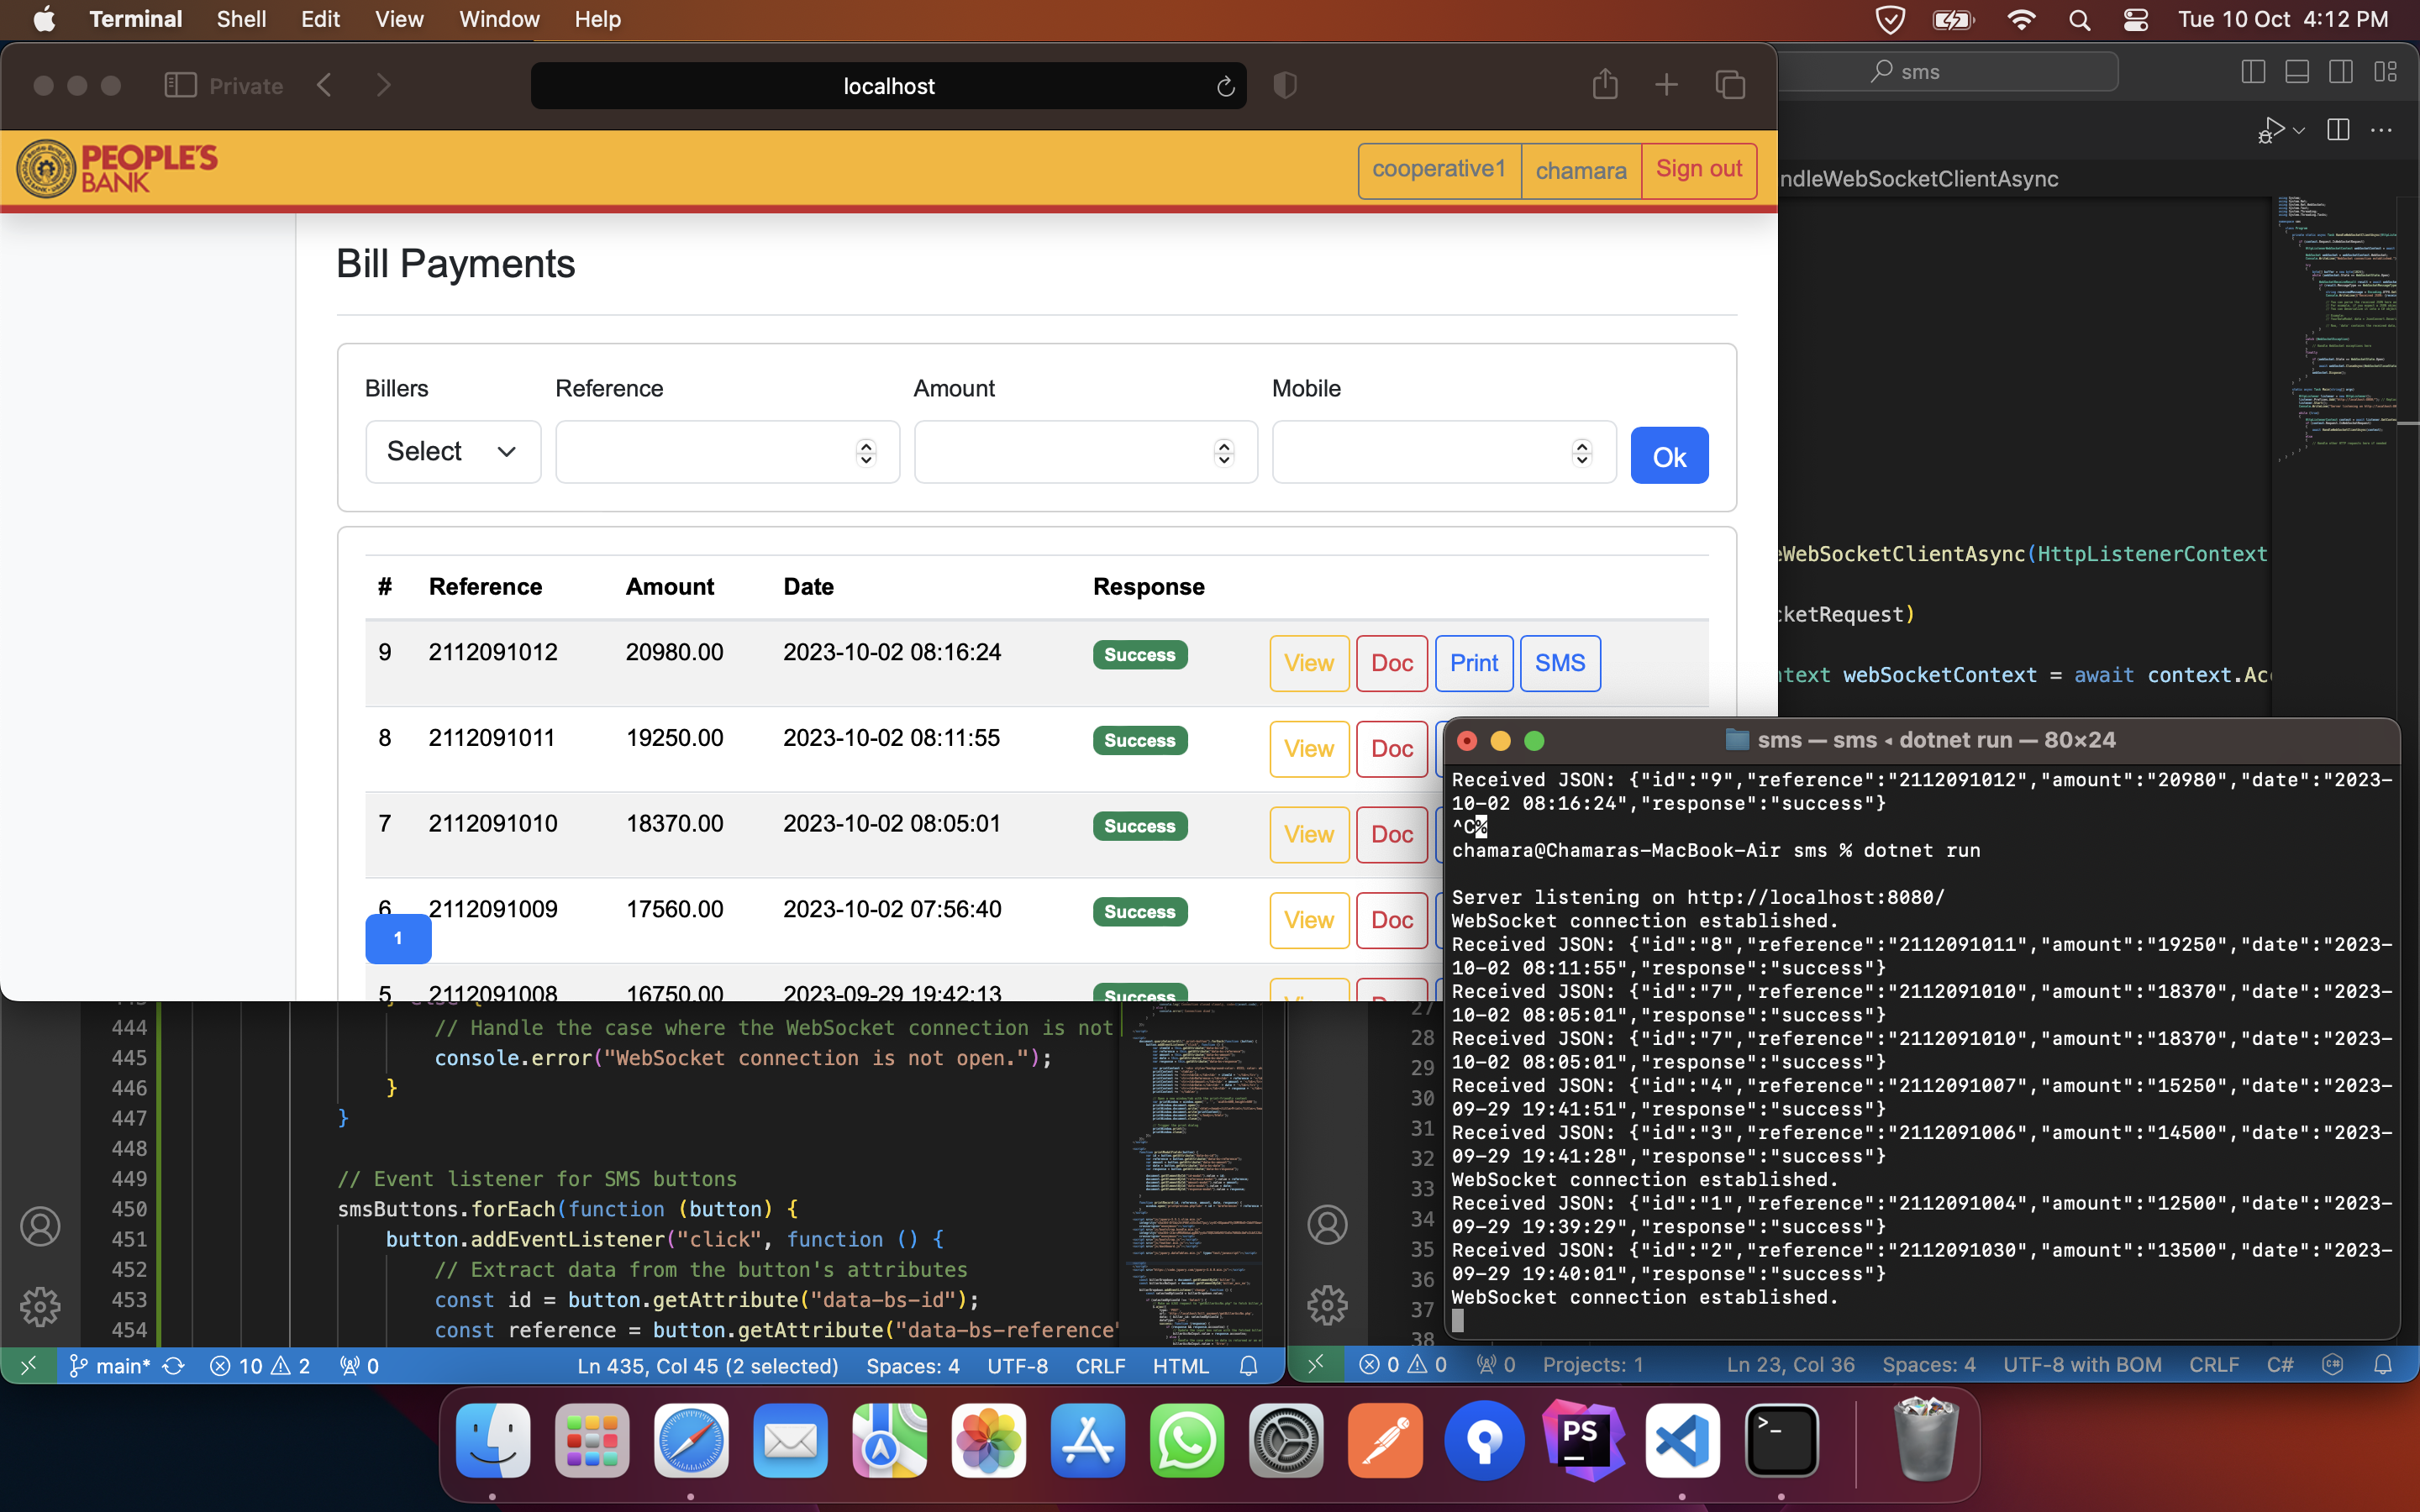 Terminal Shell Edit View Window Help Tue 10 Oct 4:12 PM
Private localhost sms
PEOPLE'S
BANK
cooperative1 chamara Sign out
ndleWebSocketClientAsync
Bill Payments
Billers Reference Amount Mobile
Select Ok
# Reference Amount Date Response
9 2112091012 20980.00 2023-10-02 08:16:24 Success View Doc Print SMS
8 2112091011 19250.00 2023-10-02 08:11:55 Success View Doc
7 2112091010 18370.00 2023-10-02 08:05:01 Success View Doc
6 2112091009 17560.00 2023-10-02 07:56:40 Success View Doc
1
5 2112091008 16750.00 2023-09-29 19:42:13 Success
eWebSocketClientAsync(HttpListenerContext
cketRequest)
ntext webSocketContext = await context.Acc
sms — sms ◂ dotnet run — 80×24
Received JSON: {"id":"9","reference":"2112091012","amount":"20980","date":"2023-
10-02 08:16:24","response":"success"}
^C%
chamara@Chamaras-MacBook-Air sms % dotnet run
Server listening on http://localhost:8080/
WebSocket connection established.
Received JSON: {"id":"8","reference":"2112091011","amount":"19250","date":"2023-
10-02 08:11:55","response":"success"}
Received JSON: {"id":"7","reference":"2112091010","amount":"18370","date":"2023-
10-02 08:05:01","response":"success"}
Received JSON: {"id":"7","reference":"2112091010","amount":"18370","date":"2023-
10-02 08:05:01","response":"success"}
Received JSON: {"id":"4","reference":"2112091007","amount":"15250","date":"2023-
09-29 19:41:51","response":"success"}
Received JSON: {"id":"3","reference":"2112091006","amount":"14500","date":"2023-
09-29 19:41:28","response":"success"}
WebSocket connection established.
Received JSON: {"id":"1","reference":"2112091004","amount":"12500","date":"2023-
09-29 19:39:29","response":"success"}
Received JSON: {"id":"2","reference":"2112091030","amount":"13500","date":"2023-
09-29 19:40:01","response":"success"}
WebSocket connection established.
} else {
444 // Handle the case where the WebSocket connection is not
445 console.error("WebSocket connection is not open.");
446 }
447 }
448
449 // Event listener for SMS buttons
450 smsButtons.forEach(function (button) {
451 button.addEventListener("click", function () {
452 // Extract data from the button's attributes
453 const id = button.getAttribute("data-bs-id");
454 const reference = button.getAttribute("data-bs-reference"
27
28
29
30
31
32
33
34
35
36
37
38
main* 10 2 0 Ln 435, Col 45 (2 selected) Spaces: 4 UTF-8 CRLF HTML
0 0 0 Projects: 1 Ln 23, Col 36 Spaces: 4 UTF-8 with BOM CRLF C#
PS